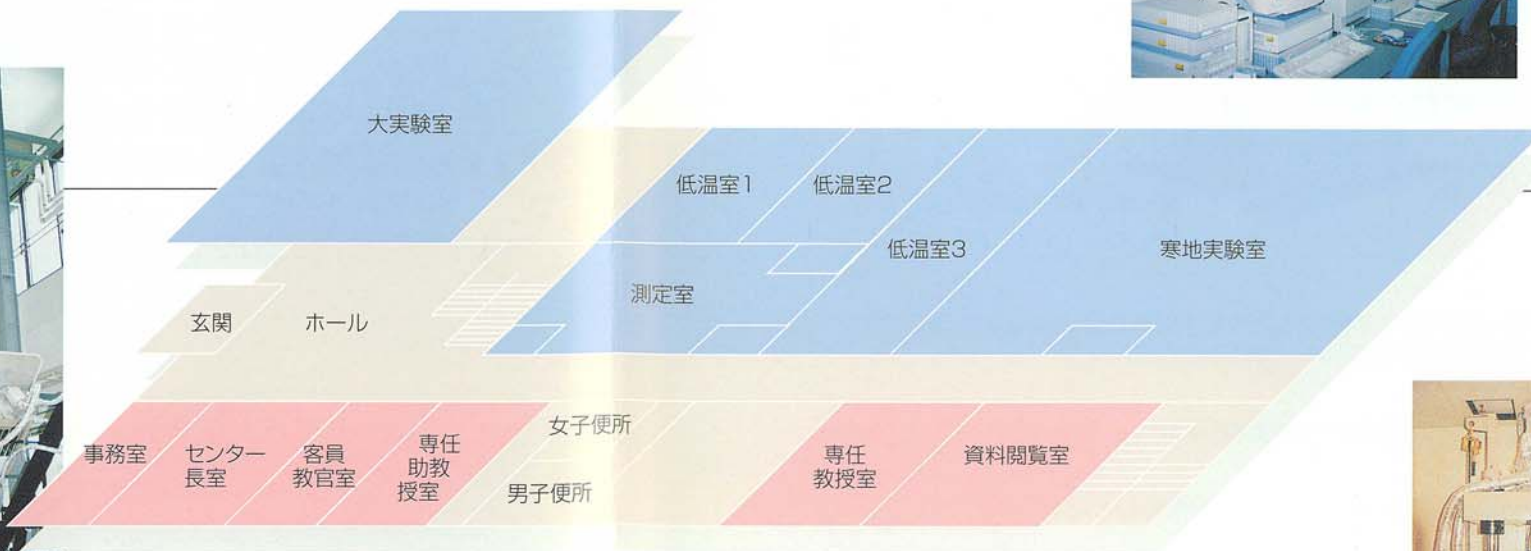 大実験室
低温室1
低温室2
低温室3
寒地実験室
測定室
玄関
ホール
事務室
センター
長室
客員
教官室
専任
助教
授室
女子便所
男子便所
専任
教授室
資料閲覧室